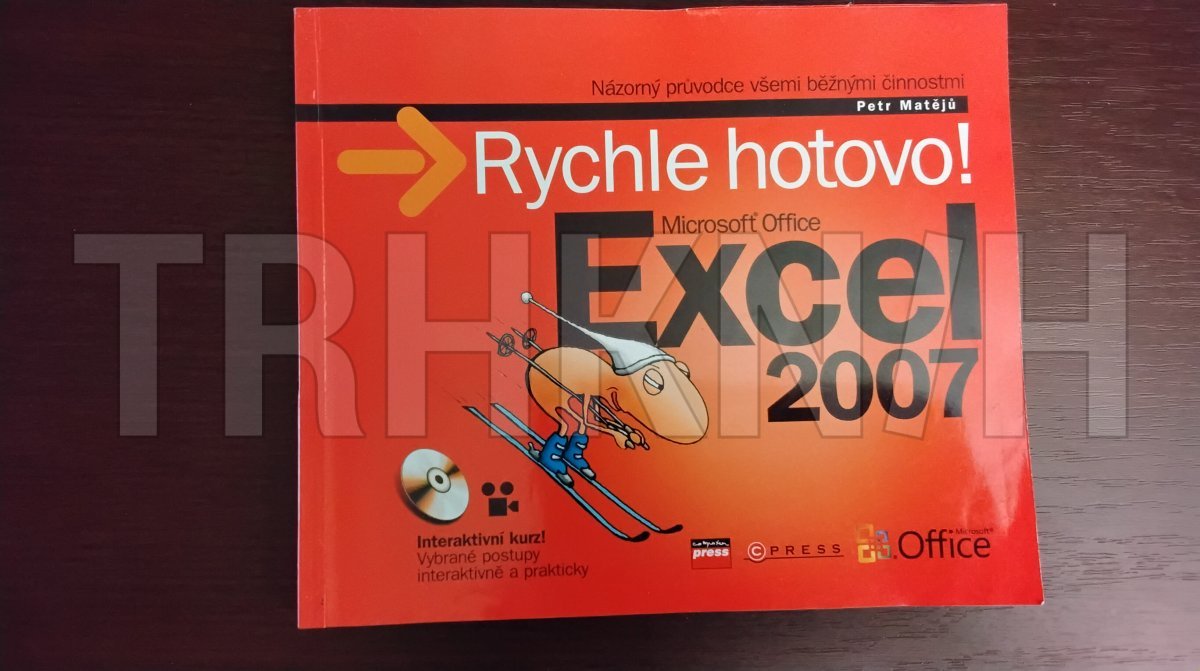 Názorný průvodce všemi běžnými činnostmi
Petr Matějů
Rychle hotovo!
Microsoft® Office
Excel
2007
TRHKNIH
Interaktivní kurz!
Vybrané postupy
interaktivně a prakticky
computer
press
CPRESS
Microsoft®
Office